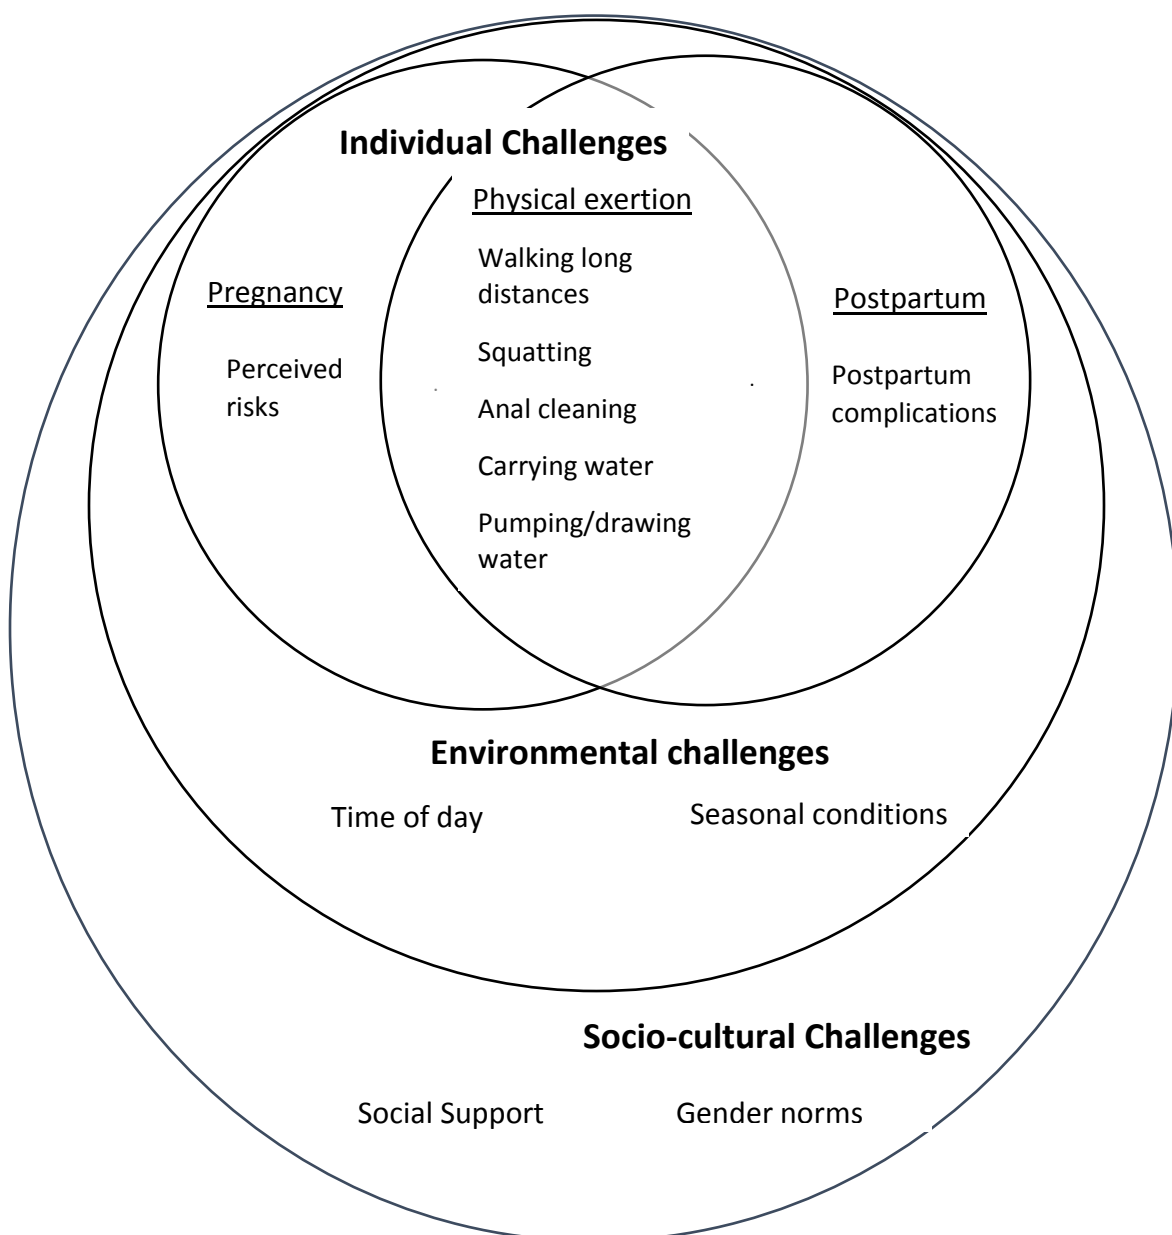 Individual Challenges
Physical exertion
Walking long
distances
Squatting
Anal cleaning
Carrying water
Pumping/drawing
water
Pregnancy
Perceived
risks
Postpartum
Postpartum
complications
Environmental challenges
Time of day
Seasonal conditions
Socio-cultural Challenges
Social Support
Gender norms